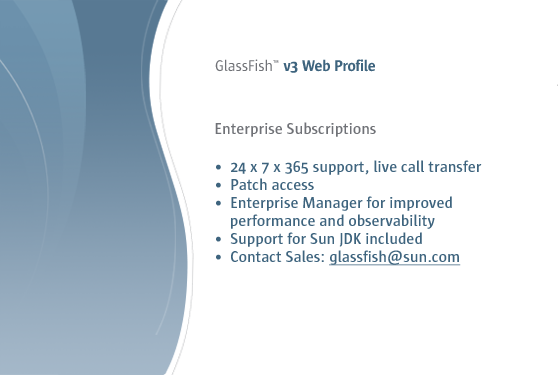 GlassFish™ v3 Web Profile
Enterprise Subscriptions
• 24 x 7 x 365 support, live call transfer
• Patch access
• Enterprise Manager for improved
performance and observability
• Support for Sun JDK included
• Contact Sales: glassfish@sun.com